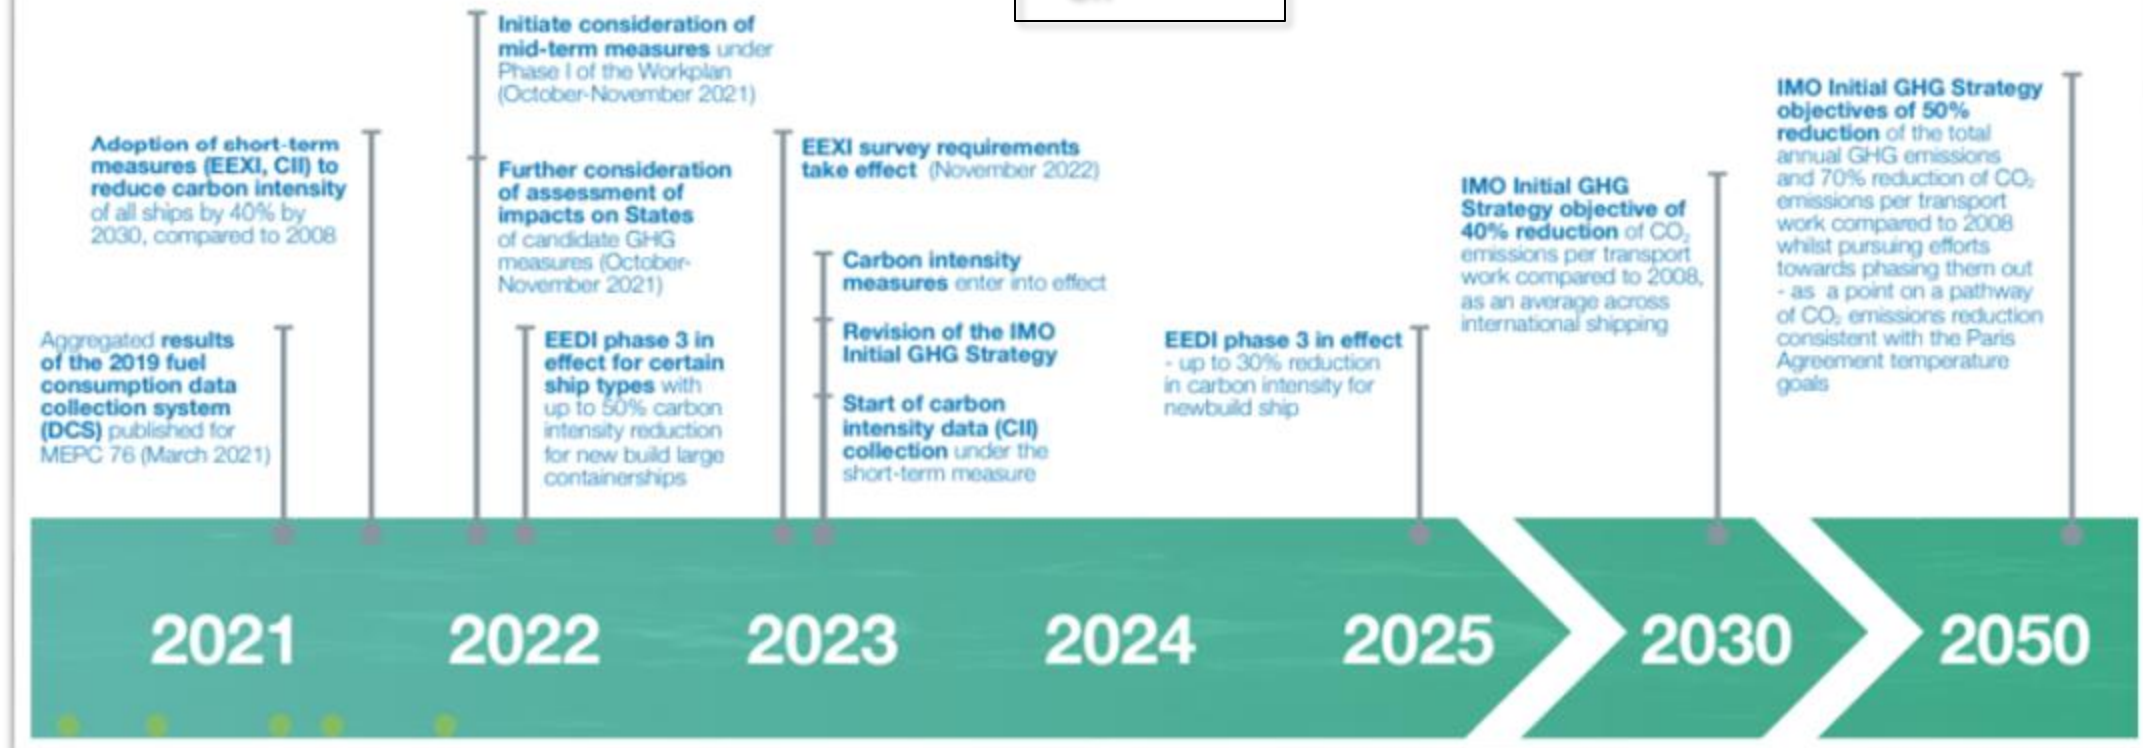 Initiate consideration of
mid-term measures under
Phase I of the Workplan
(October-November 2021)
Adoption of short-term
measures (EEXI, CII) to
reduce carbon intensity
of all ships by 40% by
2030, compared to 2008
Further consideration
of assessment of
impacts on States
of candidate GHG
measures (October-
November 2021)
Aggregated results
of the 2019 fuel
consumption data
collection system
(DCS) published for
MEPC 76 (March 2021)
EEDI phase 3 in
effect for certain
ship types with
up to 50% carbon
intensity reduction
for new build large
containerships
EEXI survey requirements
take effect (November 2022)
Carbon intensity
measures enter into effect
Revision of the IMO
Initial GHG Strategy
Start of carbon
intensity data (CII)
collection under the
short-term measure
EEDI phase 3 in effect
- up to 30% reduction
in carbon intensity for
newbuild ship
IMO Initial GHG
Strategy objective of
40% reduction of CO₂
emissions per transport
work compared to 2008,
as an average across
international shipping
IMO Initial GHG Strategy
objectives of 50%
reduction of the total
annual GHG emissions
and 70% reduction of CO₂
emissions per transport
work compared to 2008
whilst pursuing efforts
towards phasing them out
- as a point on a pathway
of CO₂ emissions reduction
consistent with the Paris
Agreement temperature
goals
2021
2022
2023
2024
2025
2030
2050